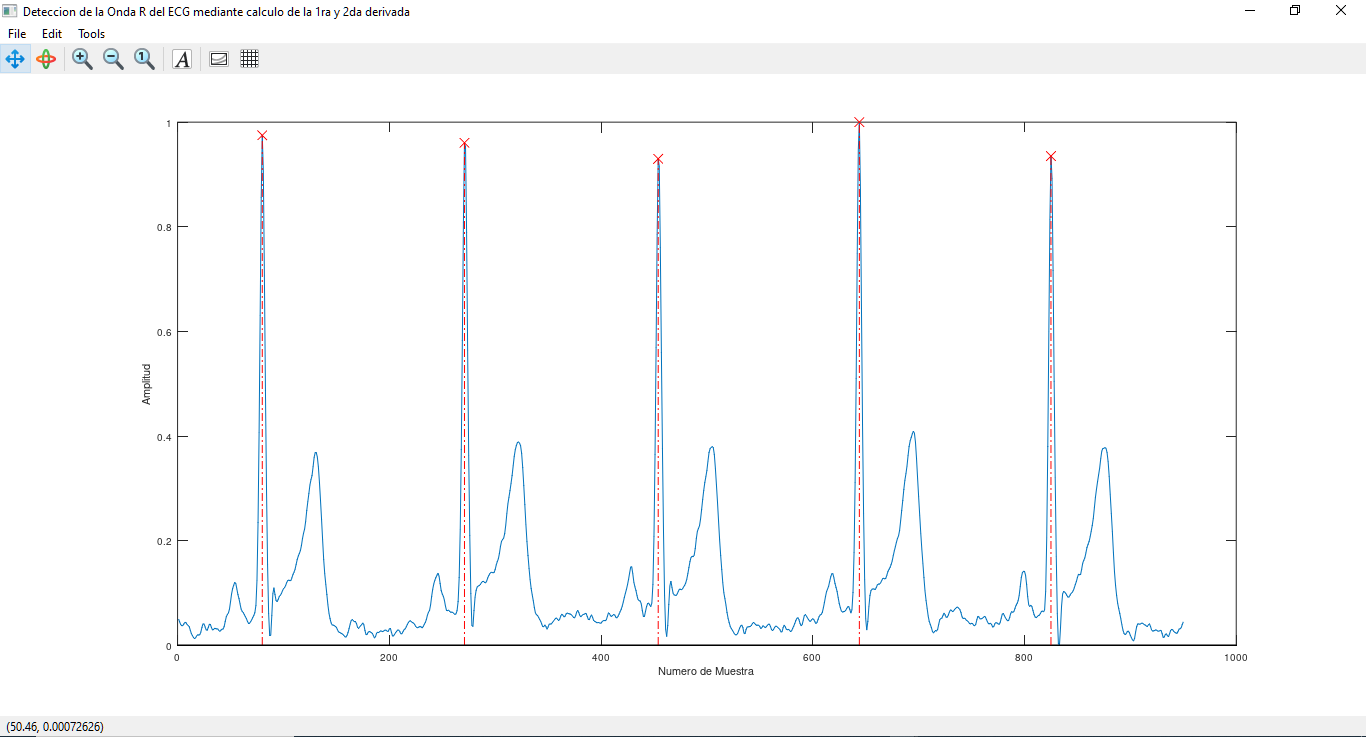 Deteccion de la Onda R del ECG mediante calculo de la 1ra y 2da derivada
File Edit Tools
1 A
1
0.8
0.6
0.4
0.2
0
Amplitud
0 200 400 600 800 1000
Numero de Muestra
(50.46, 0.00072626)